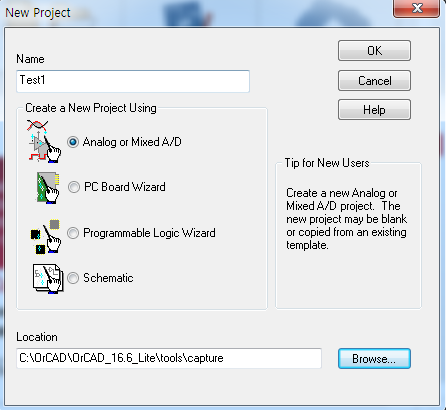 New Project
Name
Test1
OK
Cancel
Help
Create a New Project Using
Analog or Mixed A/D
PC Board Wizard
Programmable Logic Wizard
Schematic
Tip for New Users
Create a new Analog or
Mixed A/D project. The
new project may be blank
or copied from an existing
template.
Location
C:\OrCAD\OrCAD_16.6_Lite\tools\capture
Browse...